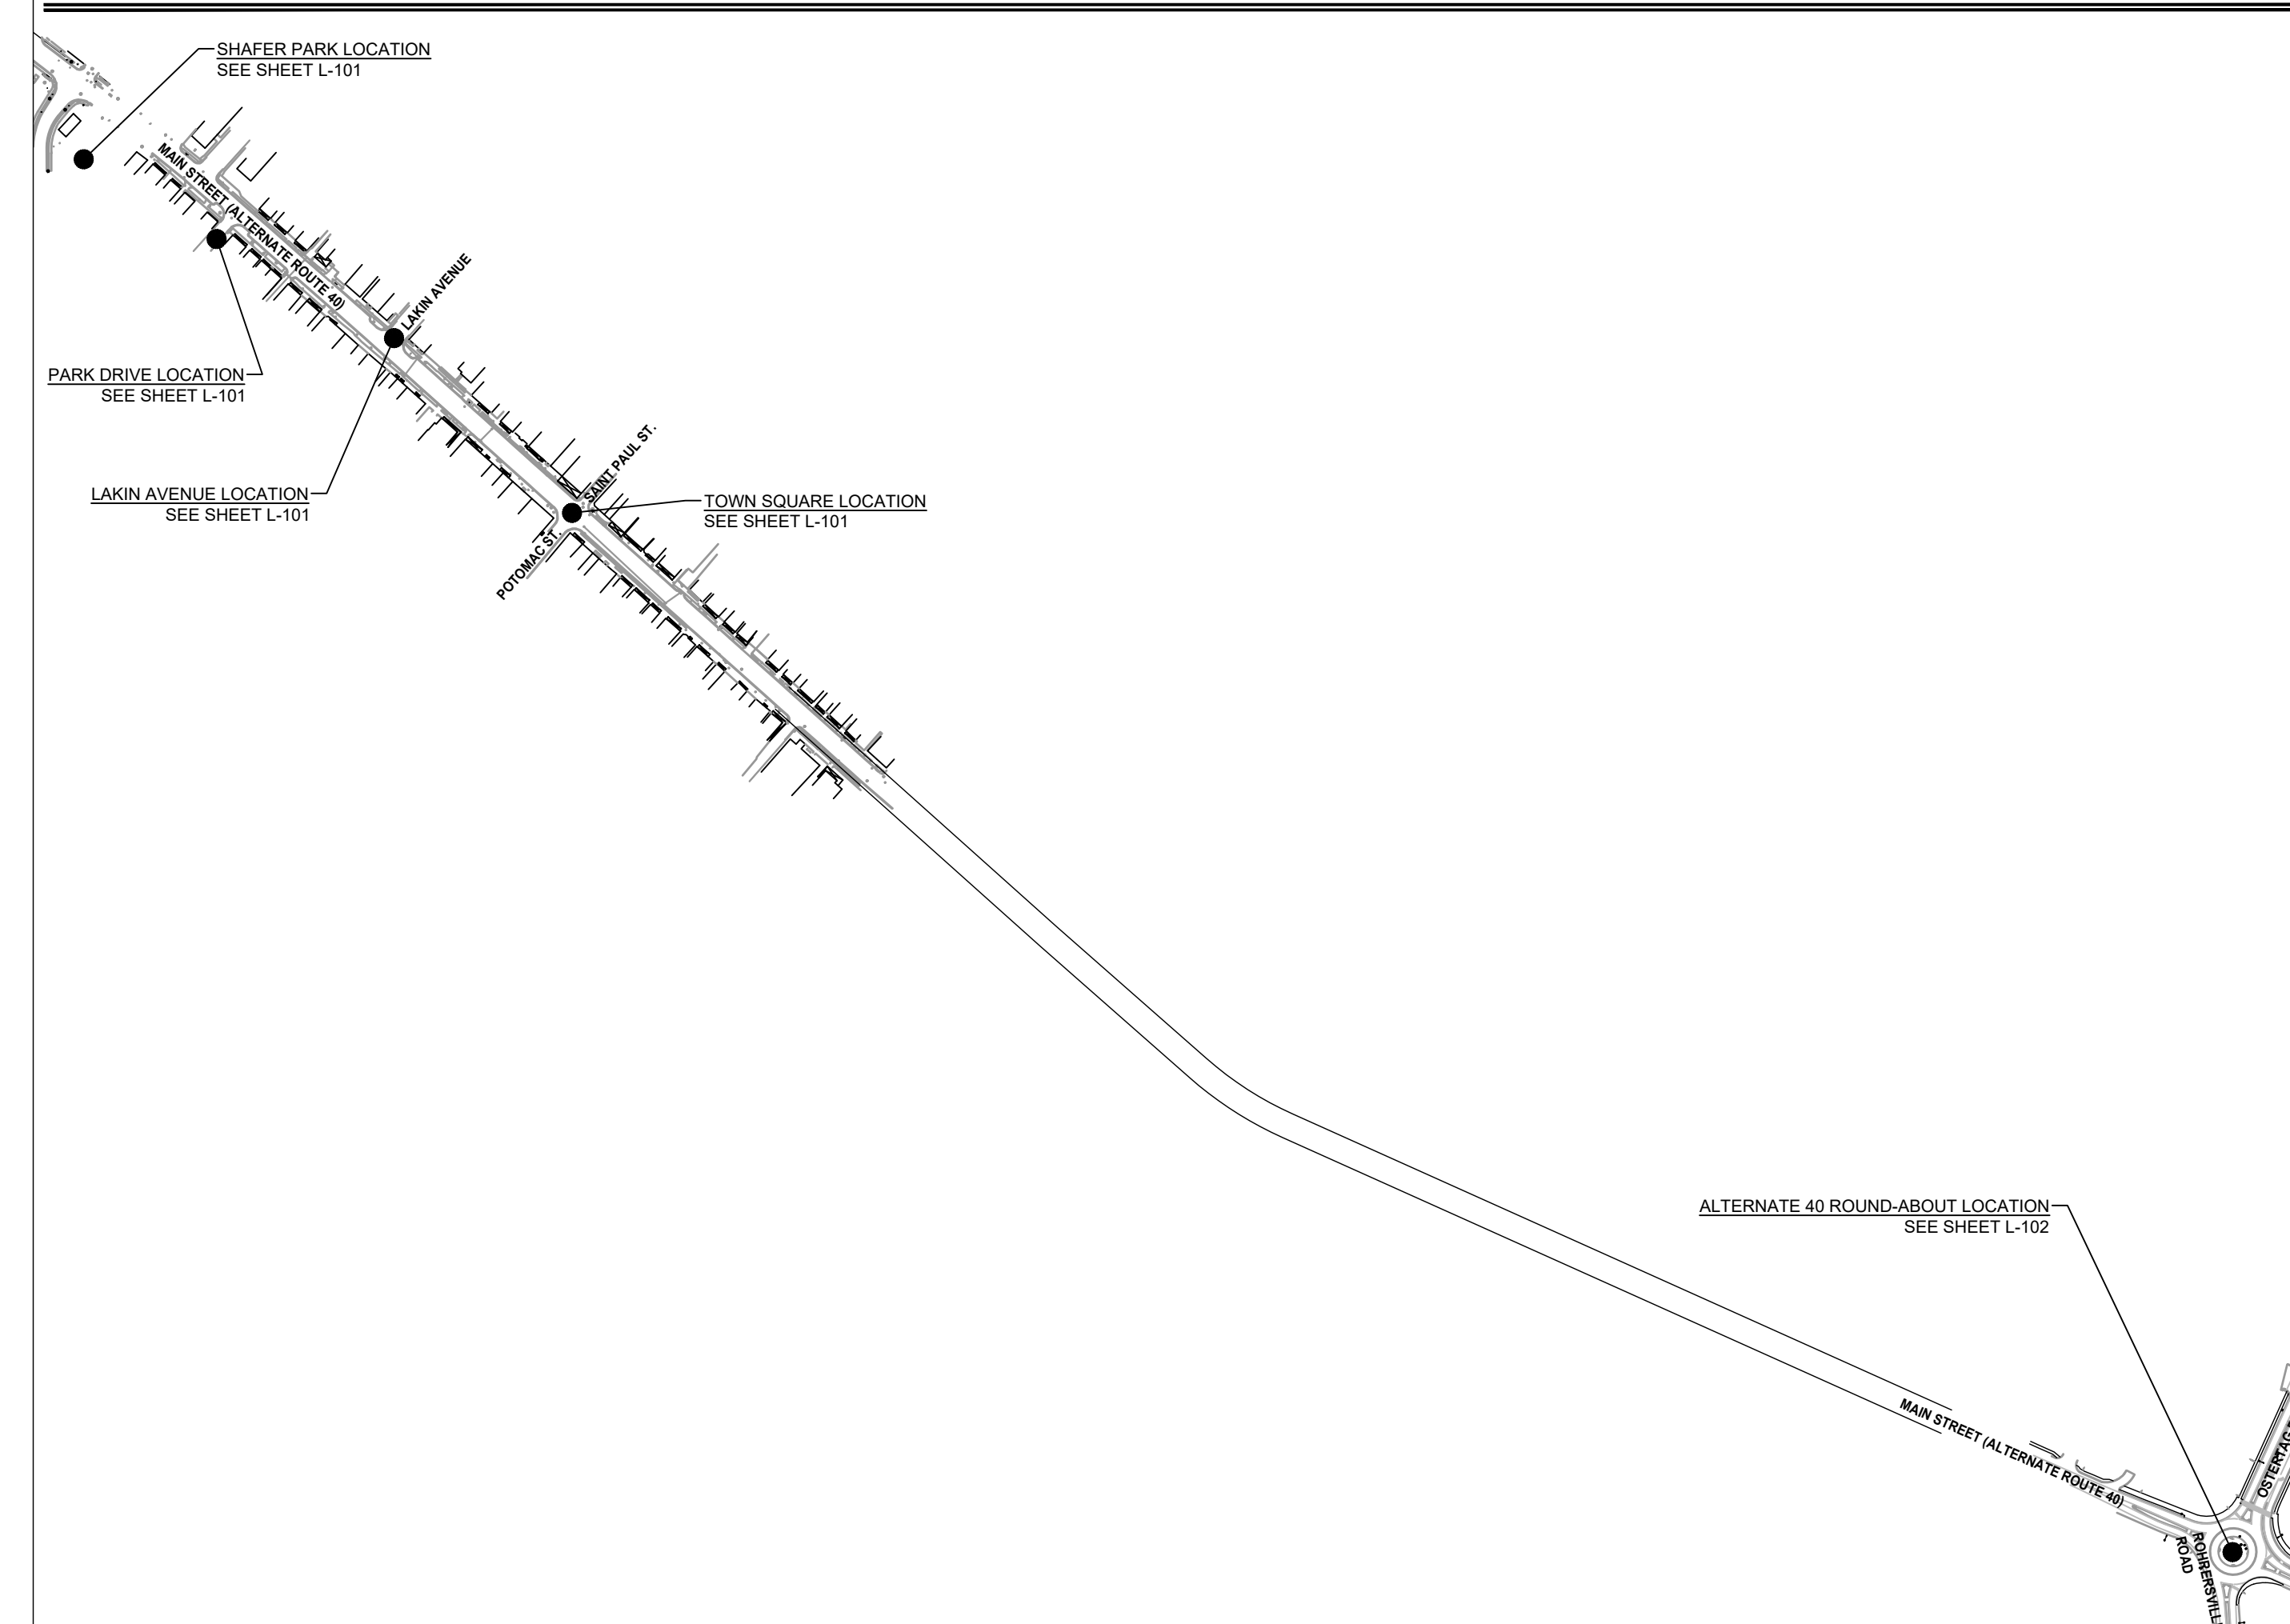 SHAFER PARK LOCATION
SEE SHEET L-101
MAIN STREET (ALTERNATE ROUTE 40)
LAKIN AVENUE
PARK DRIVE LOCATION
SEE SHEET L-101
SAINT PAUL ST.
LAKIN AVENUE LOCATION
SEE SHEET L-101
TOWN SQUARE LOCATION
SEE SHEET L-101
POTOMAC ST.
ALTERNATE 40 ROUND-ABOUT LOCATION
SEE SHEET L-102
MAIN STREET (ALTERNATE ROUTE 40)
OSTERTAG
ROHRERSVILL
ROAD